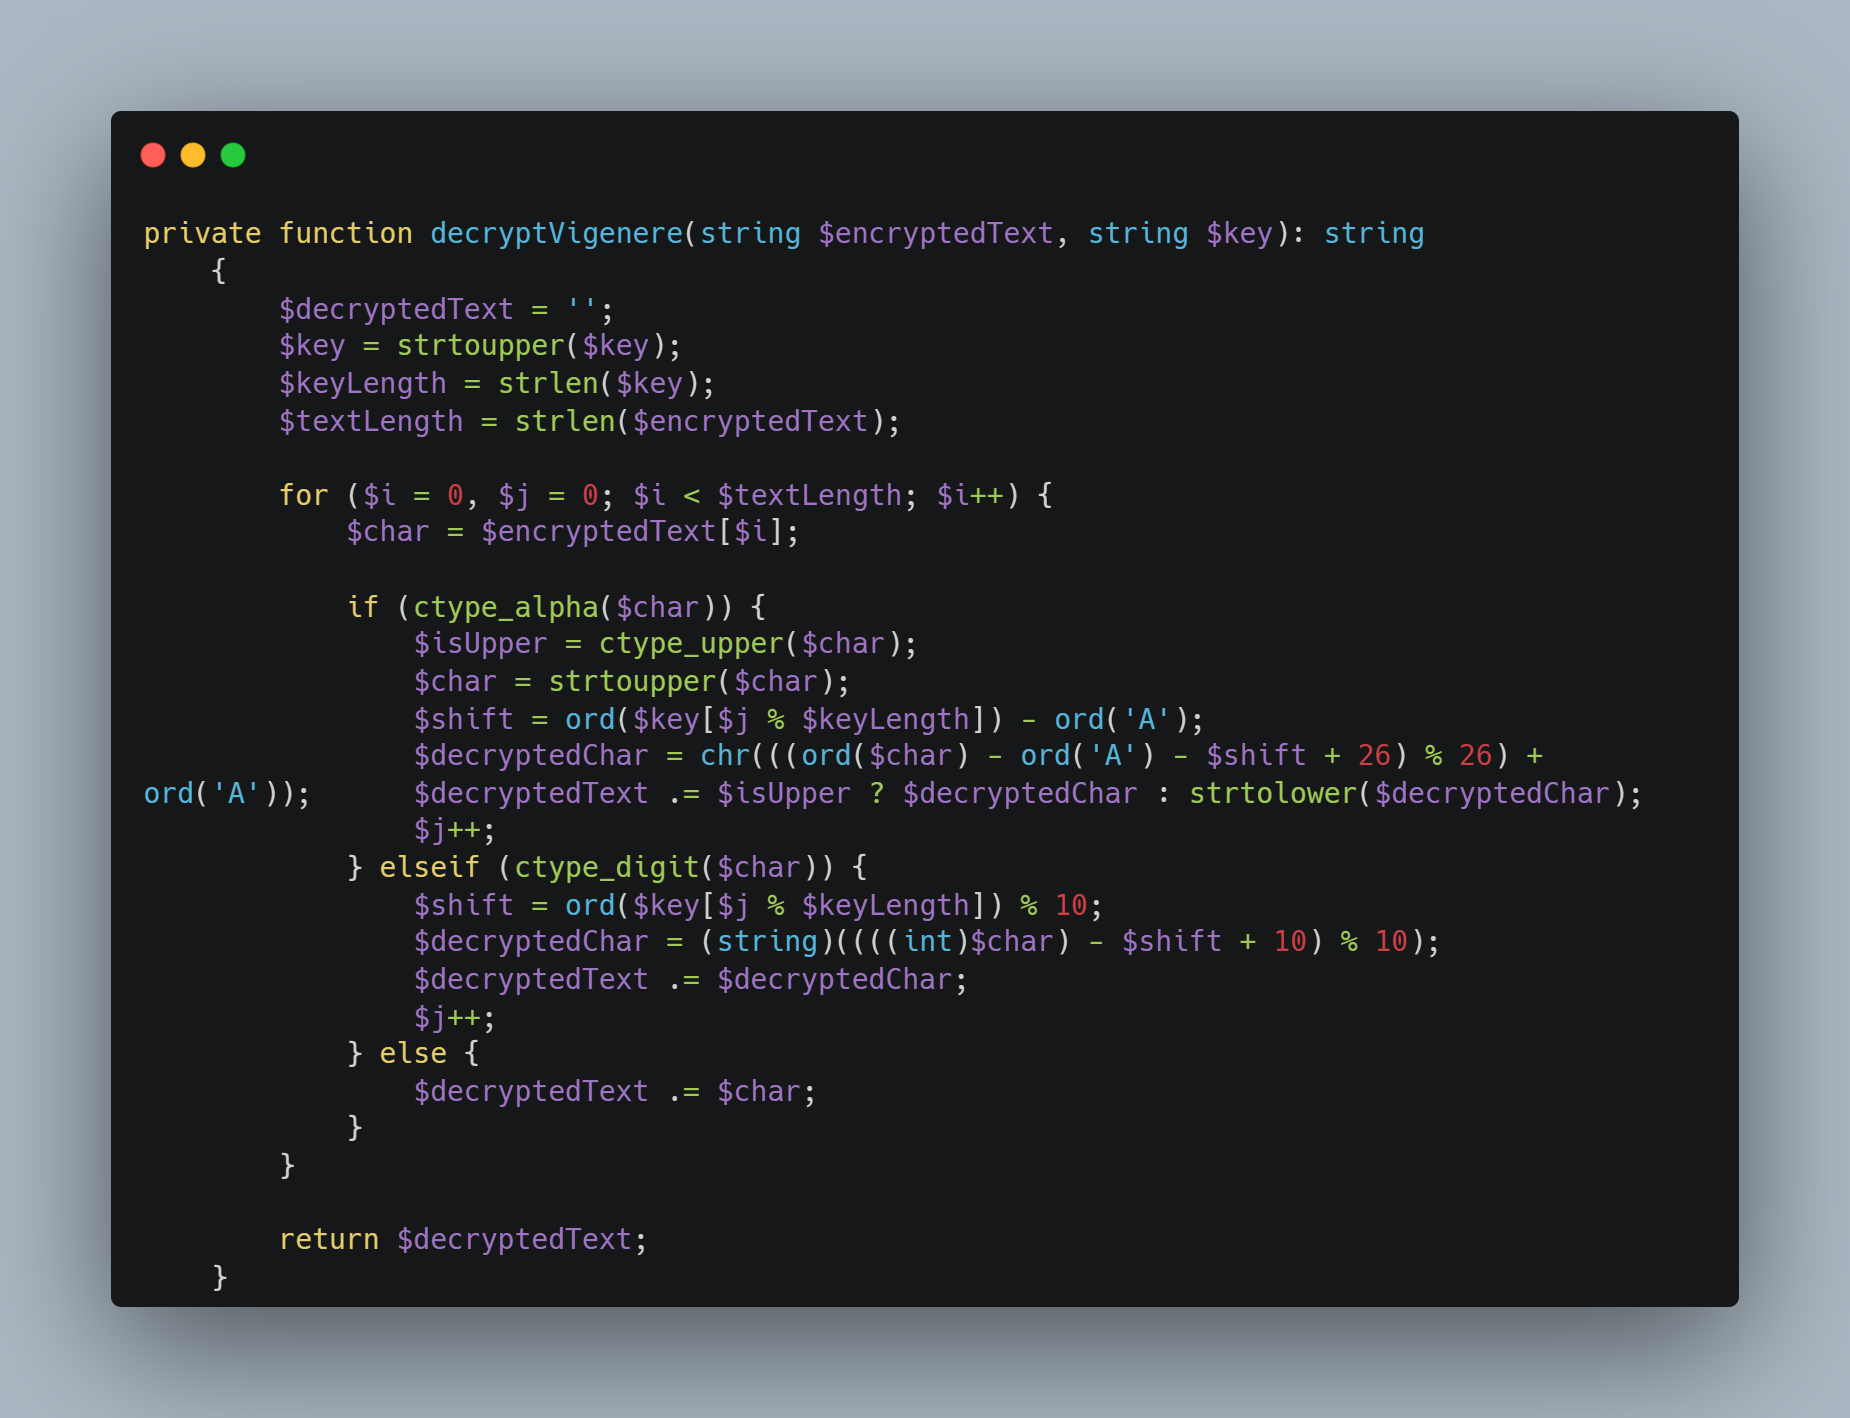 private function decryptVigenere(string $encryptedText, string $key): string
    {
        $decryptedText = '';
        $key = strtoupper($key);
        $keyLength = strlen($key);
        $textLength = strlen($encryptedText);

        for ($i = 0, $j = 0; $i < $textLength; $i++) {
            $char = $encryptedText[$i];

            if (ctype_alpha($char)) {
                $isUpper = ctype_upper($char);
                $char = strtoupper($char);
                $shift = ord($key[$j % $keyLength]) - ord('A');
                $decryptedChar = chr(((ord($char) - ord('A') - $shift + 26) % 26) +
ord('A'));      $decryptedText .= $isUpper ? $decryptedChar : strtolower($decryptedChar);
                $j++;
            } elseif (ctype_digit($char)) {
                $shift = ord($key[$j % $keyLength]) % 10;
                $decryptedChar = (string)((((int)$char) - $shift + 10) % 10);
                $decryptedText .= $decryptedChar;
                $j++;
            } else {
                $decryptedText .= $char;
            }
        }

        return $decryptedText;
    }